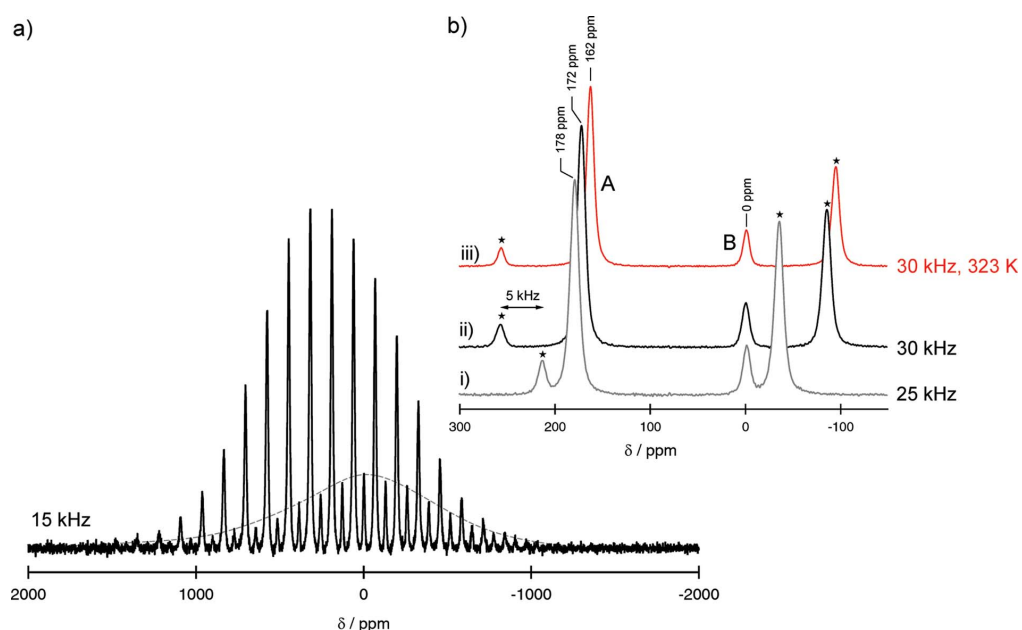 a)
15 kHz
2000
1000
0
-1000
-2000
δ / ppm
b)
178 ppm
172 ppm
162 ppm
A
B
0 ppm
★
★
iii)
30 kHz, 323 K
★
5 kHz
★
ii)
30 kHz
★
★
i)
25 kHz
300
200
100
0
-100
δ / ppm